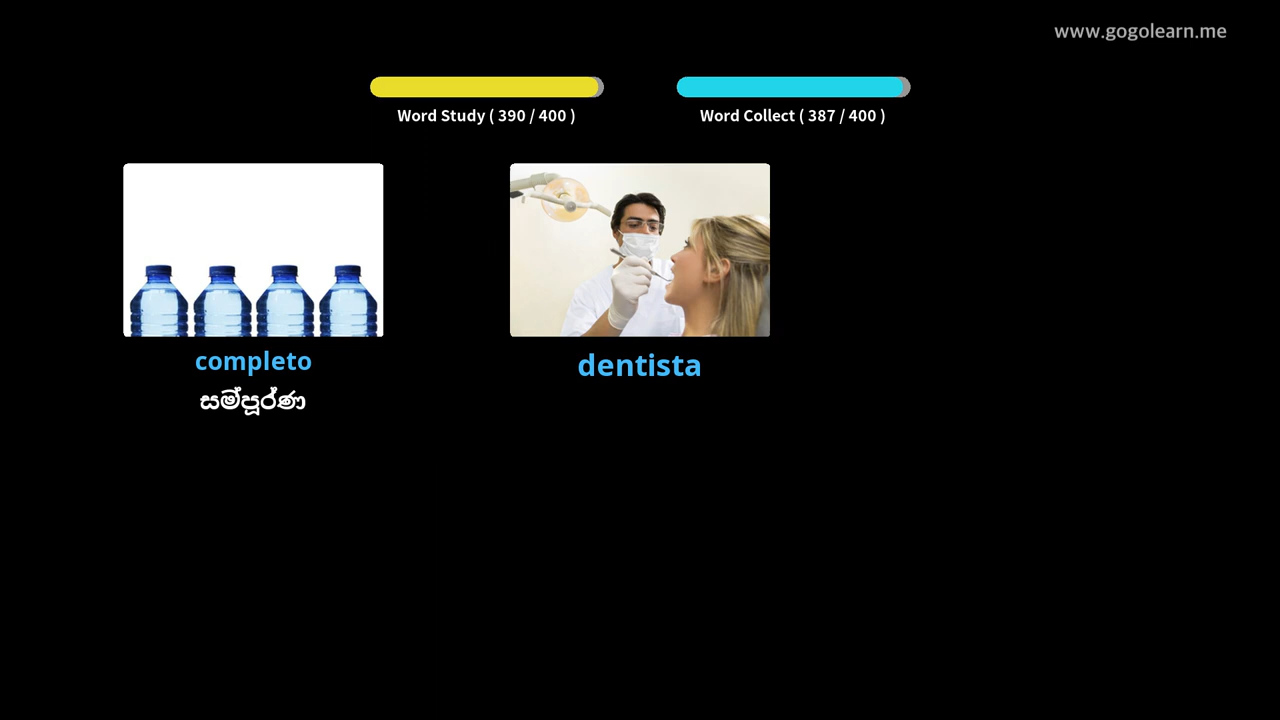 www.gogolearn.me
Word Study ( 390 / 400 )
Word Collect ( 387 / 400 )
completo
සම්පූර්ණ
dentista